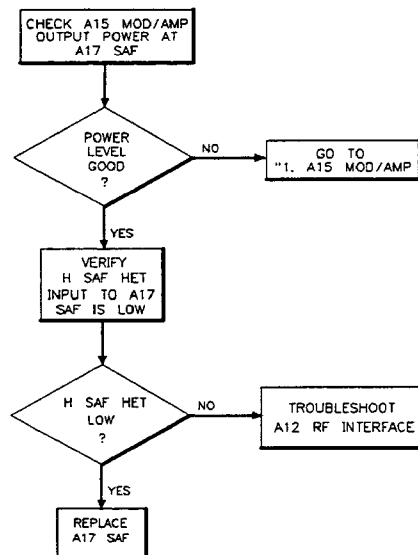 CHECK A15 MOD/AMP
OUTPUT POWER AT
A17 SAF
POWER
LEVEL
GOOD
?
NO
GO TO
"1. A15 MOD/AMP
YES
VERIFY
H SAF HET
INPUT TO A17
SAF IS LOW
H SAF HET
LOW
?
NO
TROUBLESHOOT
A12 RF INTERFACE
YES
REPLACE
A17 SAF